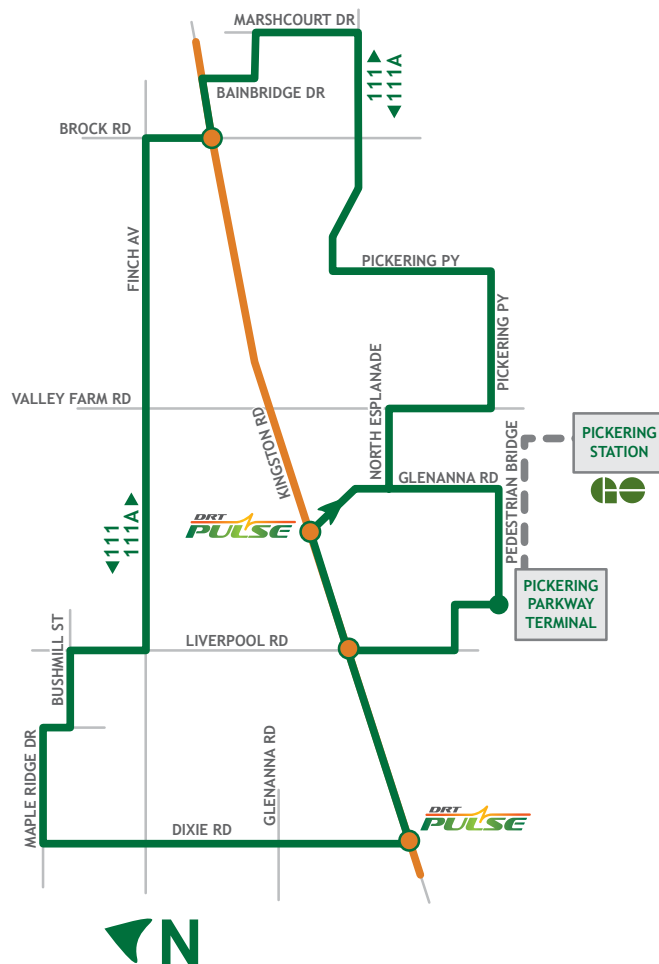 MARSHCOURT DR
111▲
▼111A
BAINBRIDGE DR
BROCK RD
FINCH AV
PICKERING PY
PICKERING PY
NORTH ESPLANADE
VALLEY FARM RD
KINGSTON RD
PEDESTRIAN BRIDGE
PICKERING
STATION
GO
GLENANNA RD
▼111
111A▲
DRT
PULSE
PICKERING
PARKWAY
TERMINAL
BUSHMILL ST
LIVERPOOL RD
MAPLE RIDGE DR
GLENANNA RD
DRT
PULSE
DIXIE RD
N